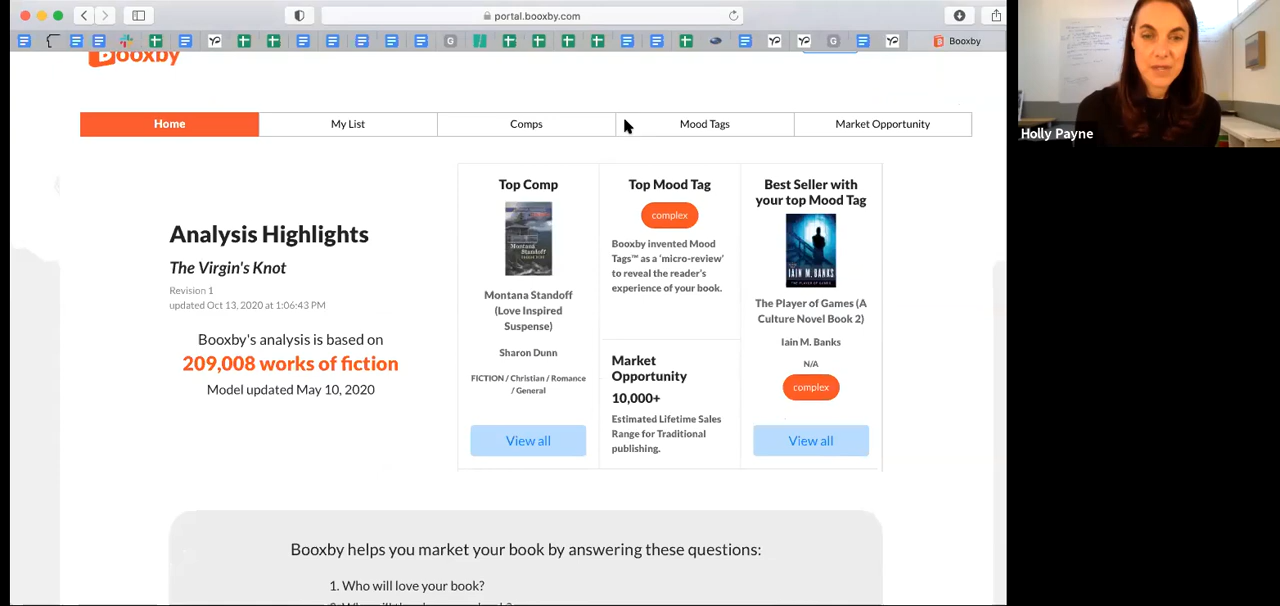 portal.booxby.com
Booxby
Booxby
Home
My List
Comps
Mood Tags
Market Opportunity
Holly Payne
Analysis Highlights
The Virgin's Knot
Revision 1
updated Oct 13, 2020 at 1:06:43 PM
Booxby's analysis is based on
209,008 works of fiction
Model updated May 10, 2020
Top Comp
Montana
Standoff
Montana Standoff
(Love Inspired
Suspense)
Sharon Dunn
FICTION / Christian / Romance
/ General
View all
Top Mood Tag
complex
Booxby invented Mood
Tags™ as a ‘micro-review’
to reveal the reader’s
experience of your book.
Market
Opportunity
10,000+
Estimated Lifetime Sales
Range for Traditional
publishing.
Best Seller with
your top Mood Tag
IAIN M. BANKS
THE PLAYER OF GAMES
The Player of Games (A
Culture Novel Book 2)
Iain M. Banks
N/A
complex
View all
Booxby helps you market your book by answering these questions:
1. Who will love your book?